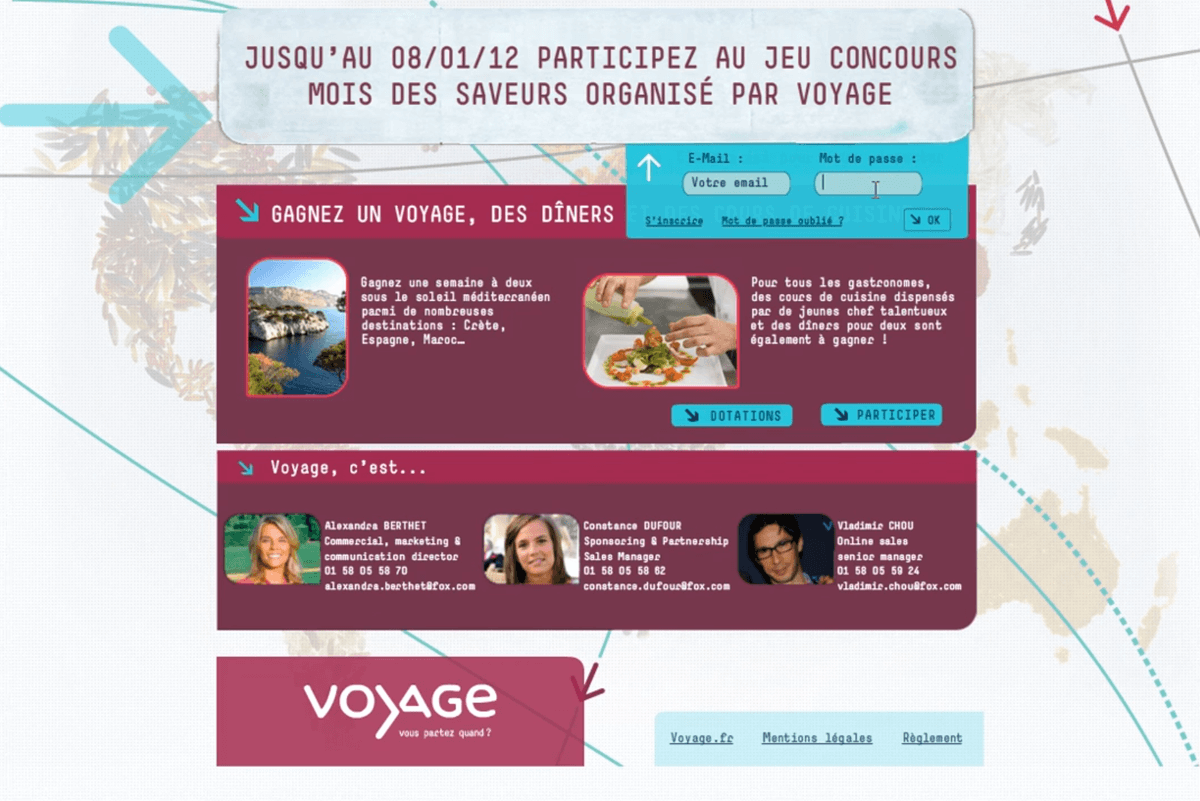 JUSQU'AU 08/01/12 PARTICIPEZ AU JEU CONCOURS
MOIS DES SAVEURS ORGANISÉ PAR VOYAGE
E-Mail :
Mot de passe :
Votre email
S'inscrire
Mot de passe oublié ?
OK
GAGNEZ UN VOYAGE, DES DÎNERS ET DES COURS DE CUISINE
Gagnez une semaine à deux
sous le soleil méditerranéen
parmi de nombreuses
destinations : Crète,
Espagne, Maroc…
Pour tous les gastronomes,
des cours de cuisine dispensés
par de jeunes chef talentueux
et des dîners pour deux sont
également à gagner !
DOTATIONS
PARTICIPER
Voyage, c'est...
Alexandra BERTHET
Commercial, marketing &
communication director
01 58 05 58 70
alexandra.berthet@fox.com
Constance DUFOUR
Sponsoring & Partnership
Sales Manager
01 58 05 58 62
constance.dufour@fox.com
Vladimir CHOU
Online sales
senior manager
01 58 05 59 24
vladimir.chou@fox.com
VOYAGE
vous partez quand ?
Voyage.fr
Mentions légales
Règlement